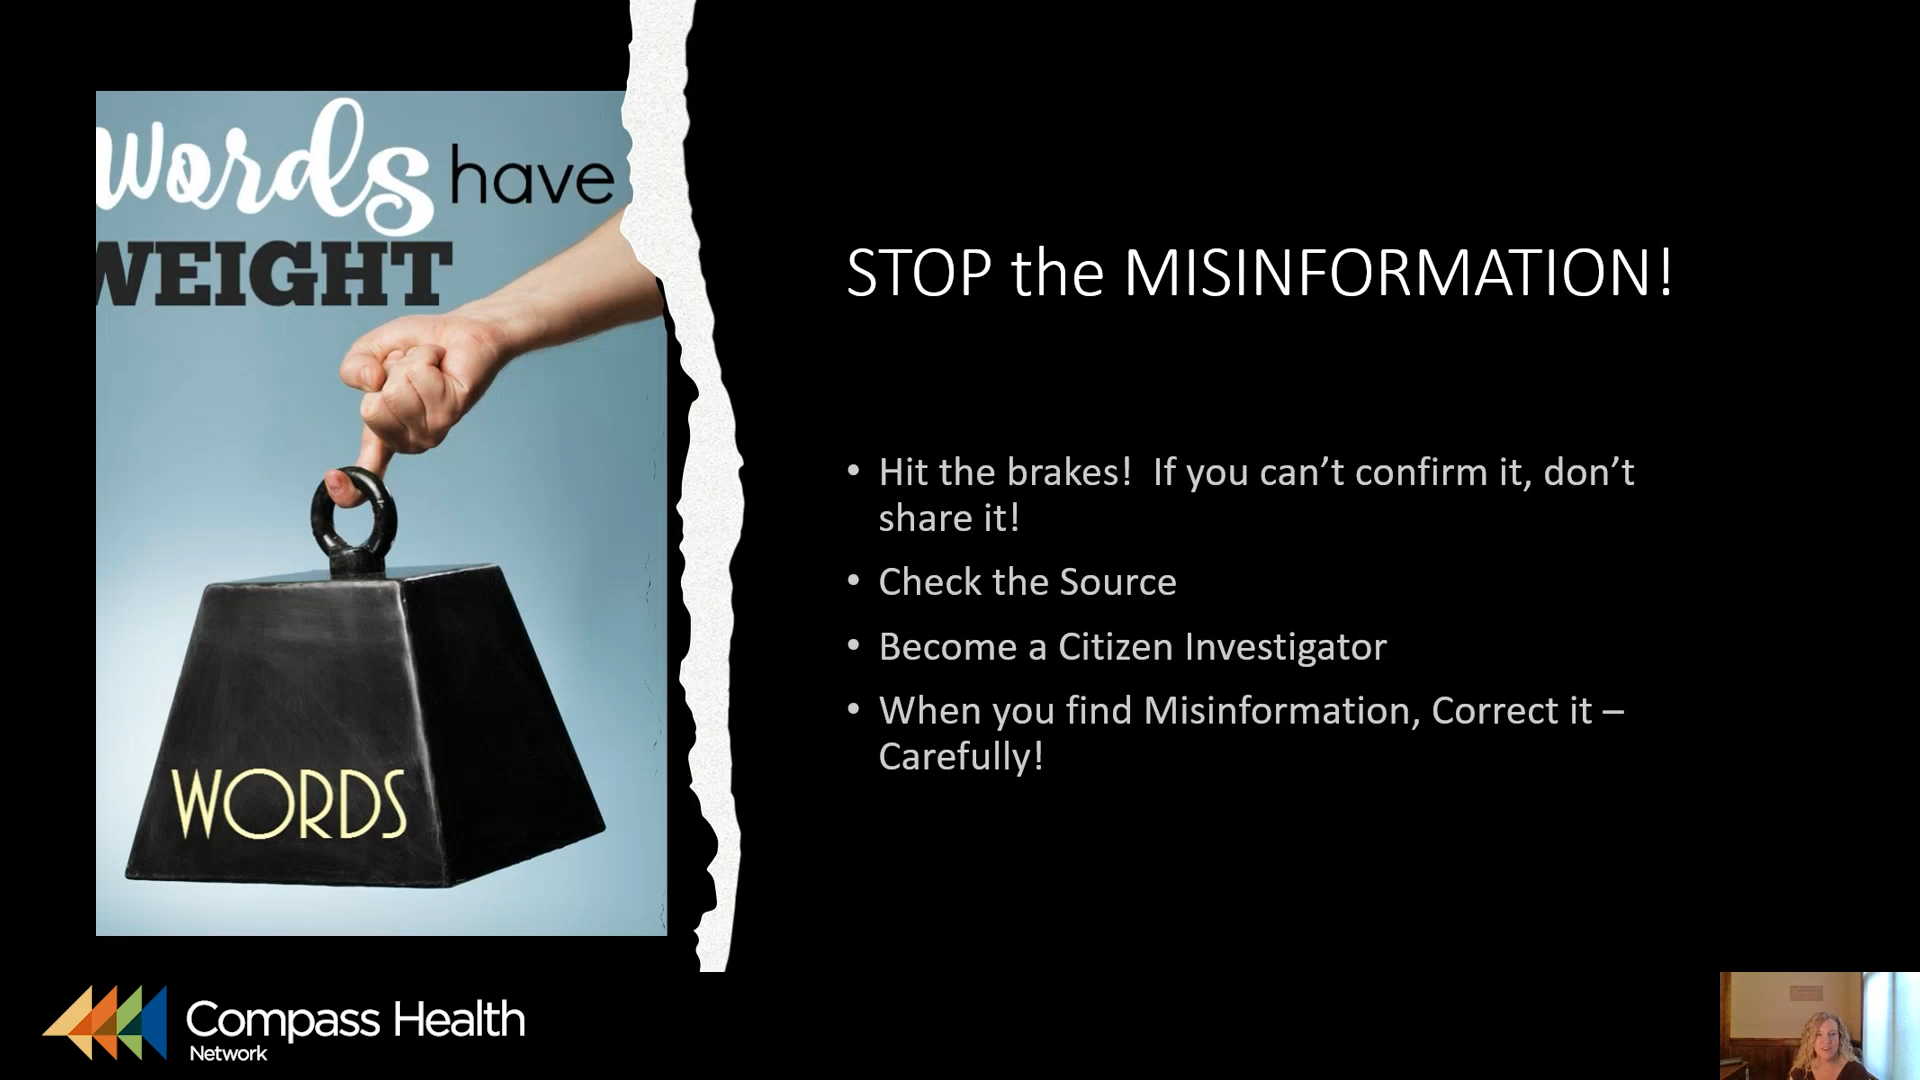 Words have
WEIGHT
WORDS
STOP the MISINFORMATION!
• Hit the brakes!  If you can’t confirm it, don’t
share it!
• Check the Source
• Become a Citizen Investigator
• When you find Misinformation, Correct it –
Carefully!
Compass Health
Network